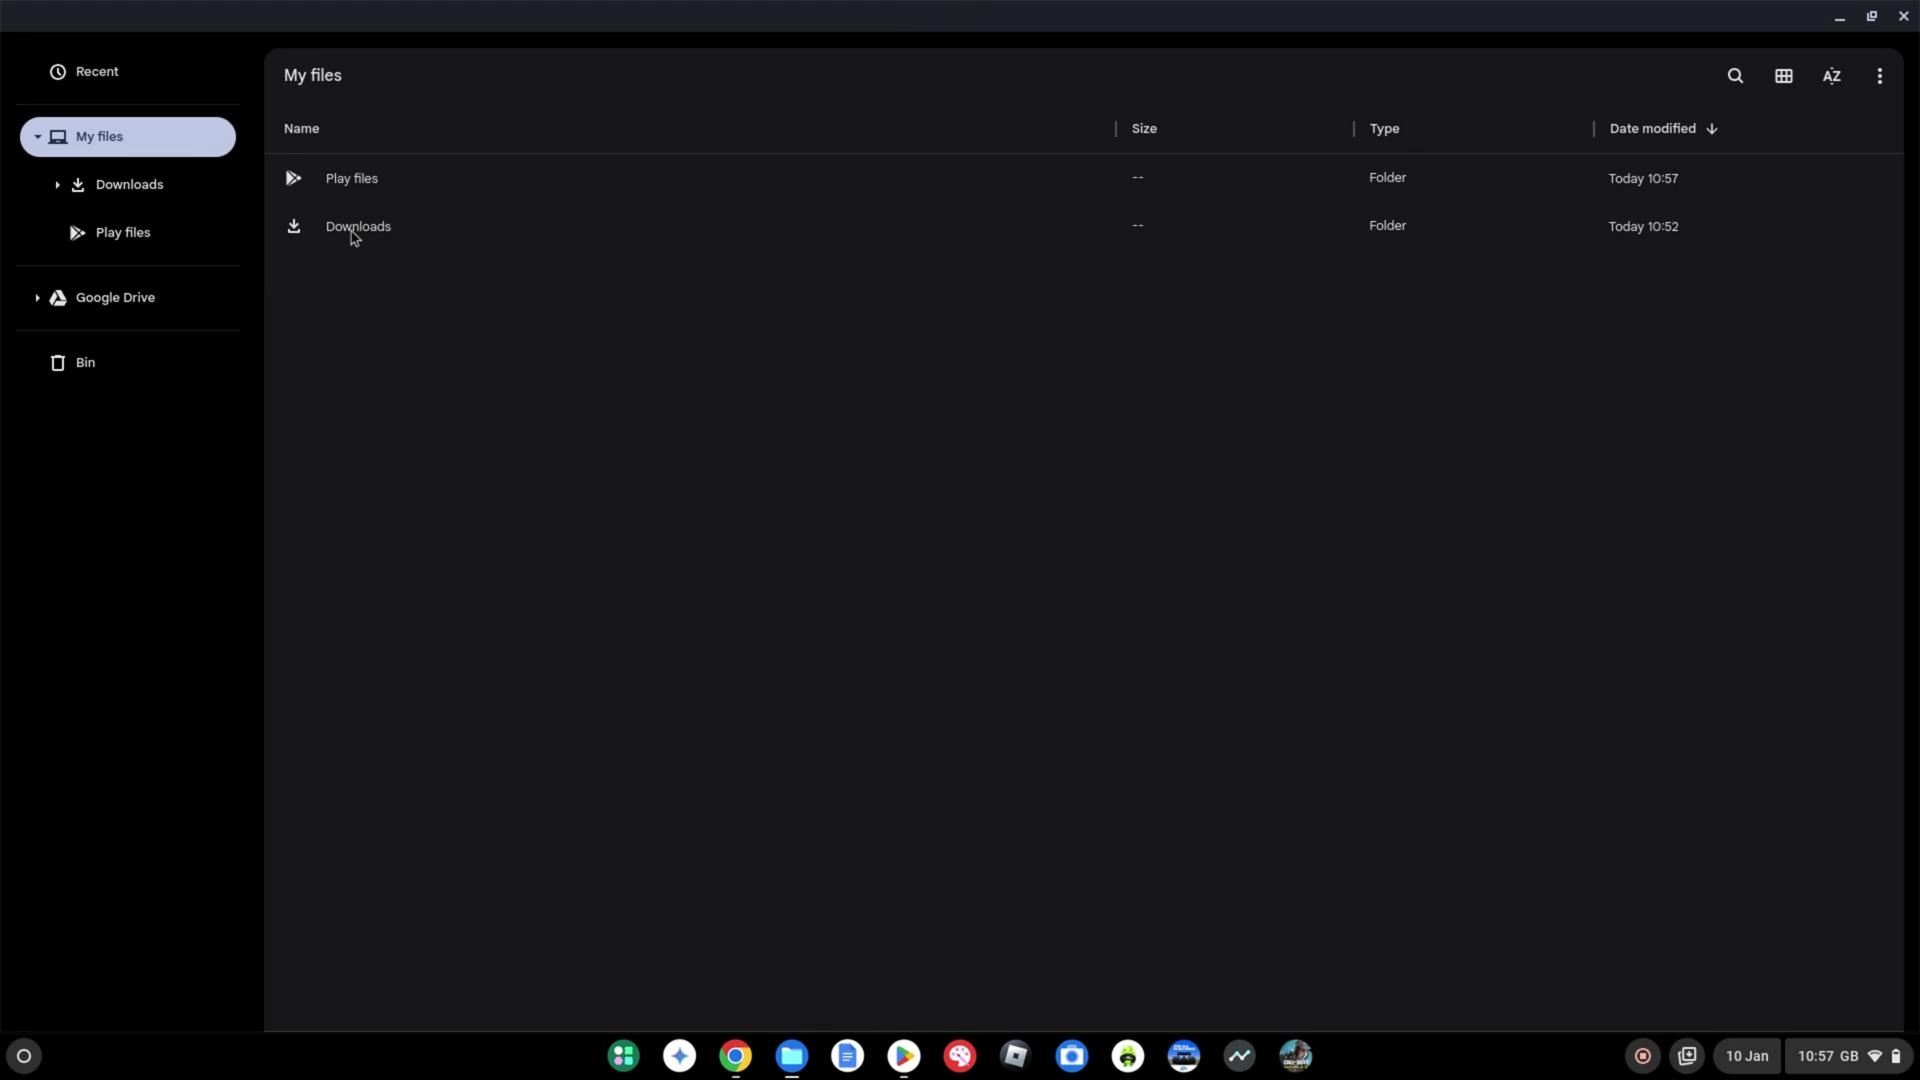 Recent
My files
Downloads
Play files
Google Drive
Bin
My files
AZ
Name Size Type Date modified
Play files -- Folder Today 10:57
Downloads -- Folder Today 10:52
10 Jan 10:57 GB